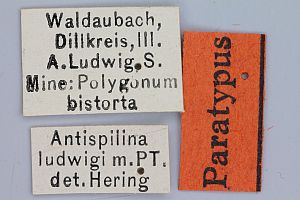 Waldaubach,
Dillkreis, III.
A. Ludwig, S.
Mine: Polygonum
bistorta
Antispilina
ludwigi m. PT.
det. Hering
Paratypus